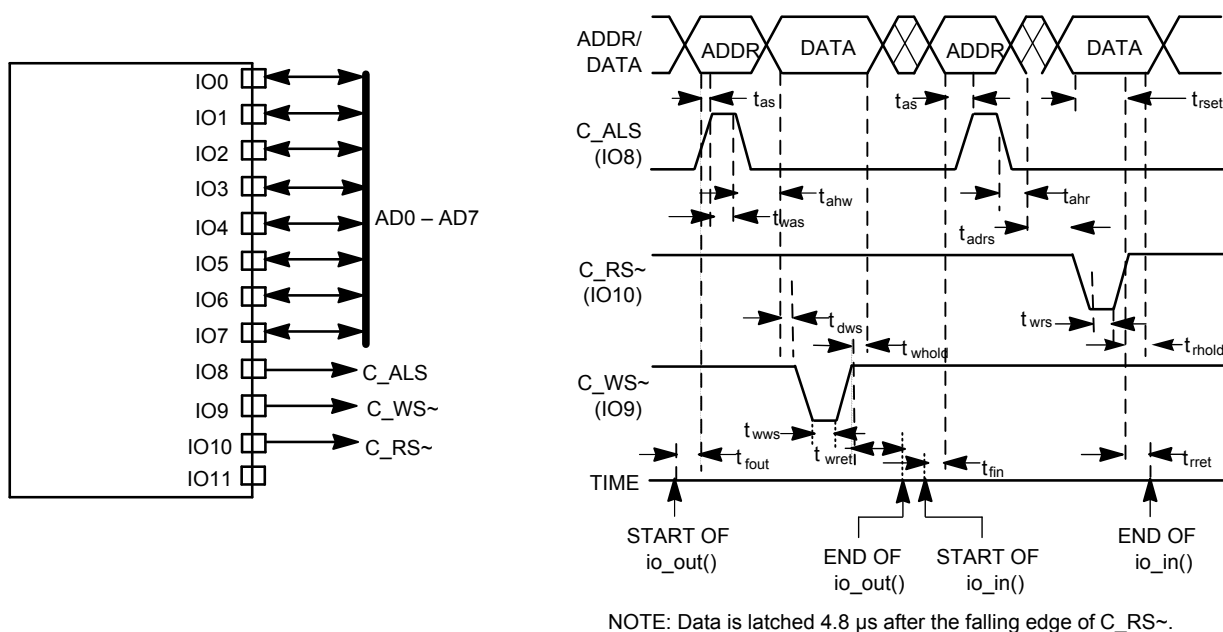 IO0
IO1
IO2
IO3
IO4
IO5
IO6
IO7
IO8
IO9
IO10
IO11
AD0 – AD7
C_ALS
C_WS~
C_RS~
ADDR/
DATA
ADDR
DATA
ADDR
DATA
tas
tas
trset
C_ALS
(IO8)
tahw
twas
tahr
tadrs
C_RS~
(IO10)
tdws
twrs
twhold
trhold
C_WS~
(IO9)
twws
twret
tfout
tfin
trret
TIME
START OF
io_out()
END OF
io_out()
START OF
io_in()
END OF
io_in()
NOTE: Data is latched 4.8 µs after the falling edge of C_RS~.